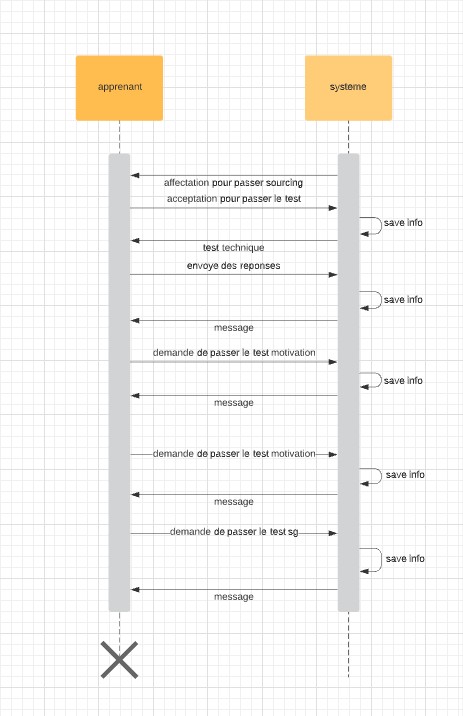 apprenant
systeme
affectation pour passer sourcing
acceptation pour passer le test
save info
test technique
envoye des reponses
save info
message
demande de passer le test motivation
save info
message
demande de passer le test motivation
save info
message
demande de passer le test sg
save info
message